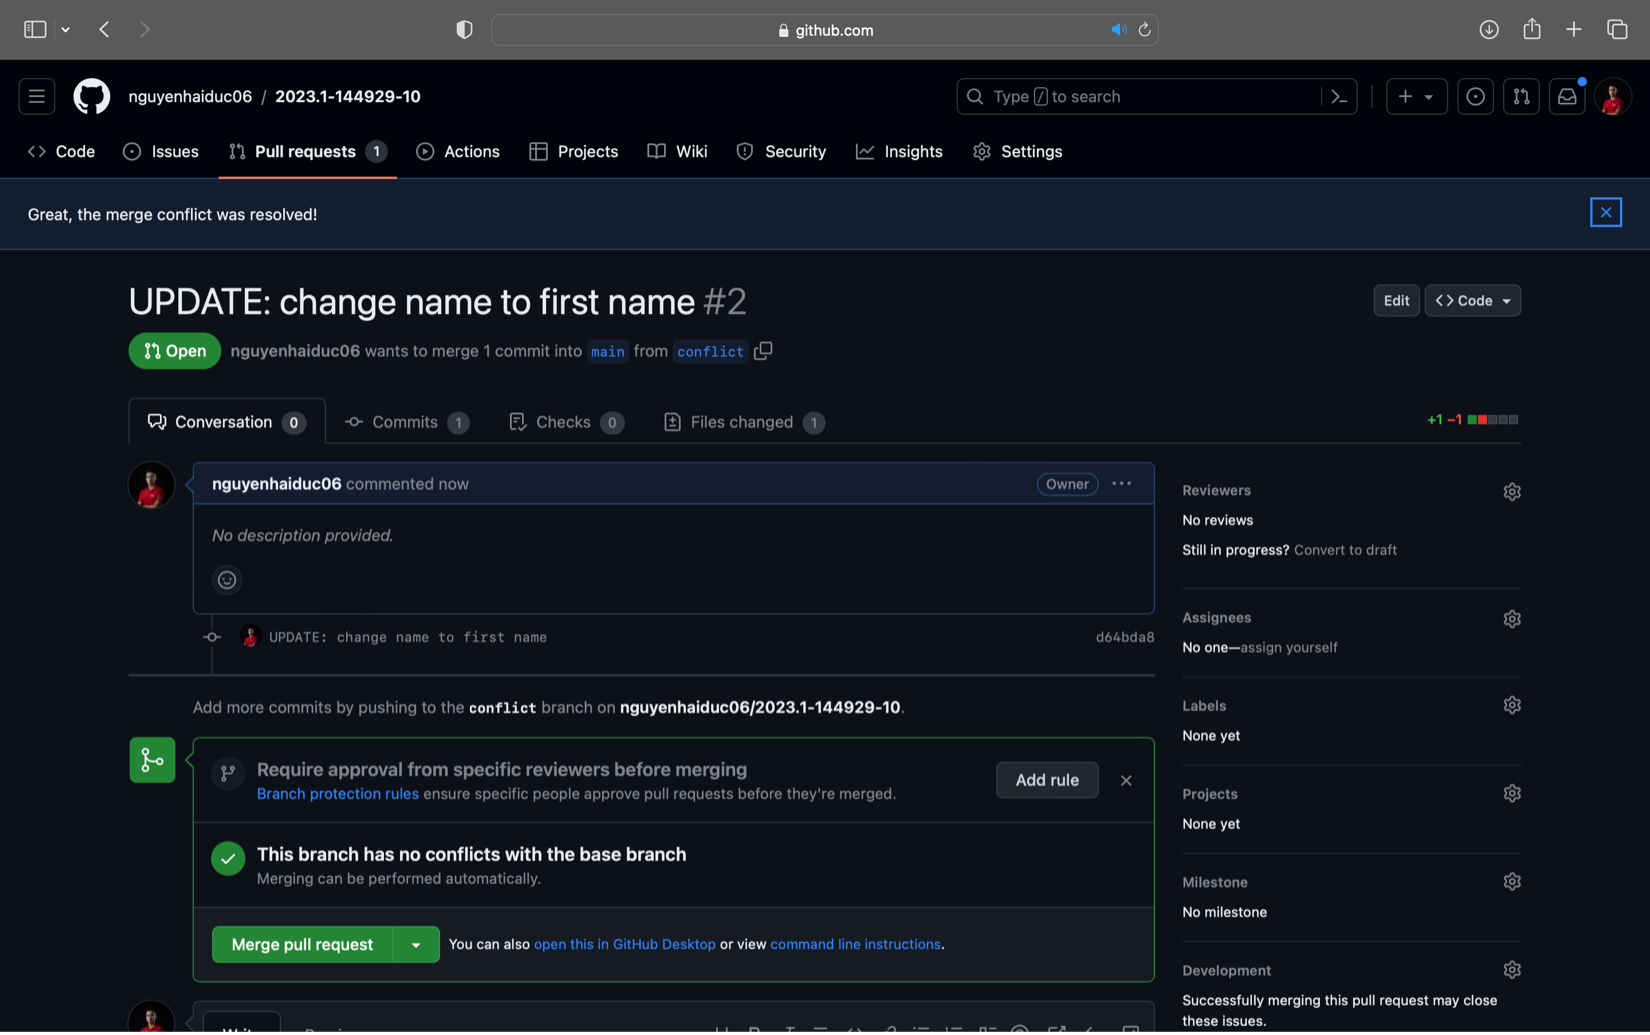 github.com
nguyenhaiduc06 / 2023.1-144929-10
Type / to search
Code
Issues
Pull requests 1
Actions
Projects
Wiki
Security
Insights
Settings
Great, the merge conflict was resolved!
UPDATE: change name to first name #2
Edit
<> Code
Open
nguyenhaiduc06 wants to merge 1 commit into main from conflict
Conversation 0
Commits 1
Checks 0
Files changed 1
+1 −1
nguyenhaiduc06 commented now
Owner
No description provided.
UPDATE: change name to first name
d64bda8
Add more commits by pushing to the conflict branch on nguyenhaiduc06/2023.1-144929-10.
Require approval from specific reviewers before merging
Branch protection rules ensure specific people approve pull requests before they're merged.
Add rule
This branch has no conflicts with the base branch
Merging can be performed automatically.
Merge pull request
You can also open this in GitHub Desktop or view command line instructions.
Reviewers
No reviews
Still in progress? Convert to draft
Assignees
No one—assign yourself
Labels
None yet
Projects
None yet
Milestone
No milestone
Development
Successfully merging this pull request may close
these issues.